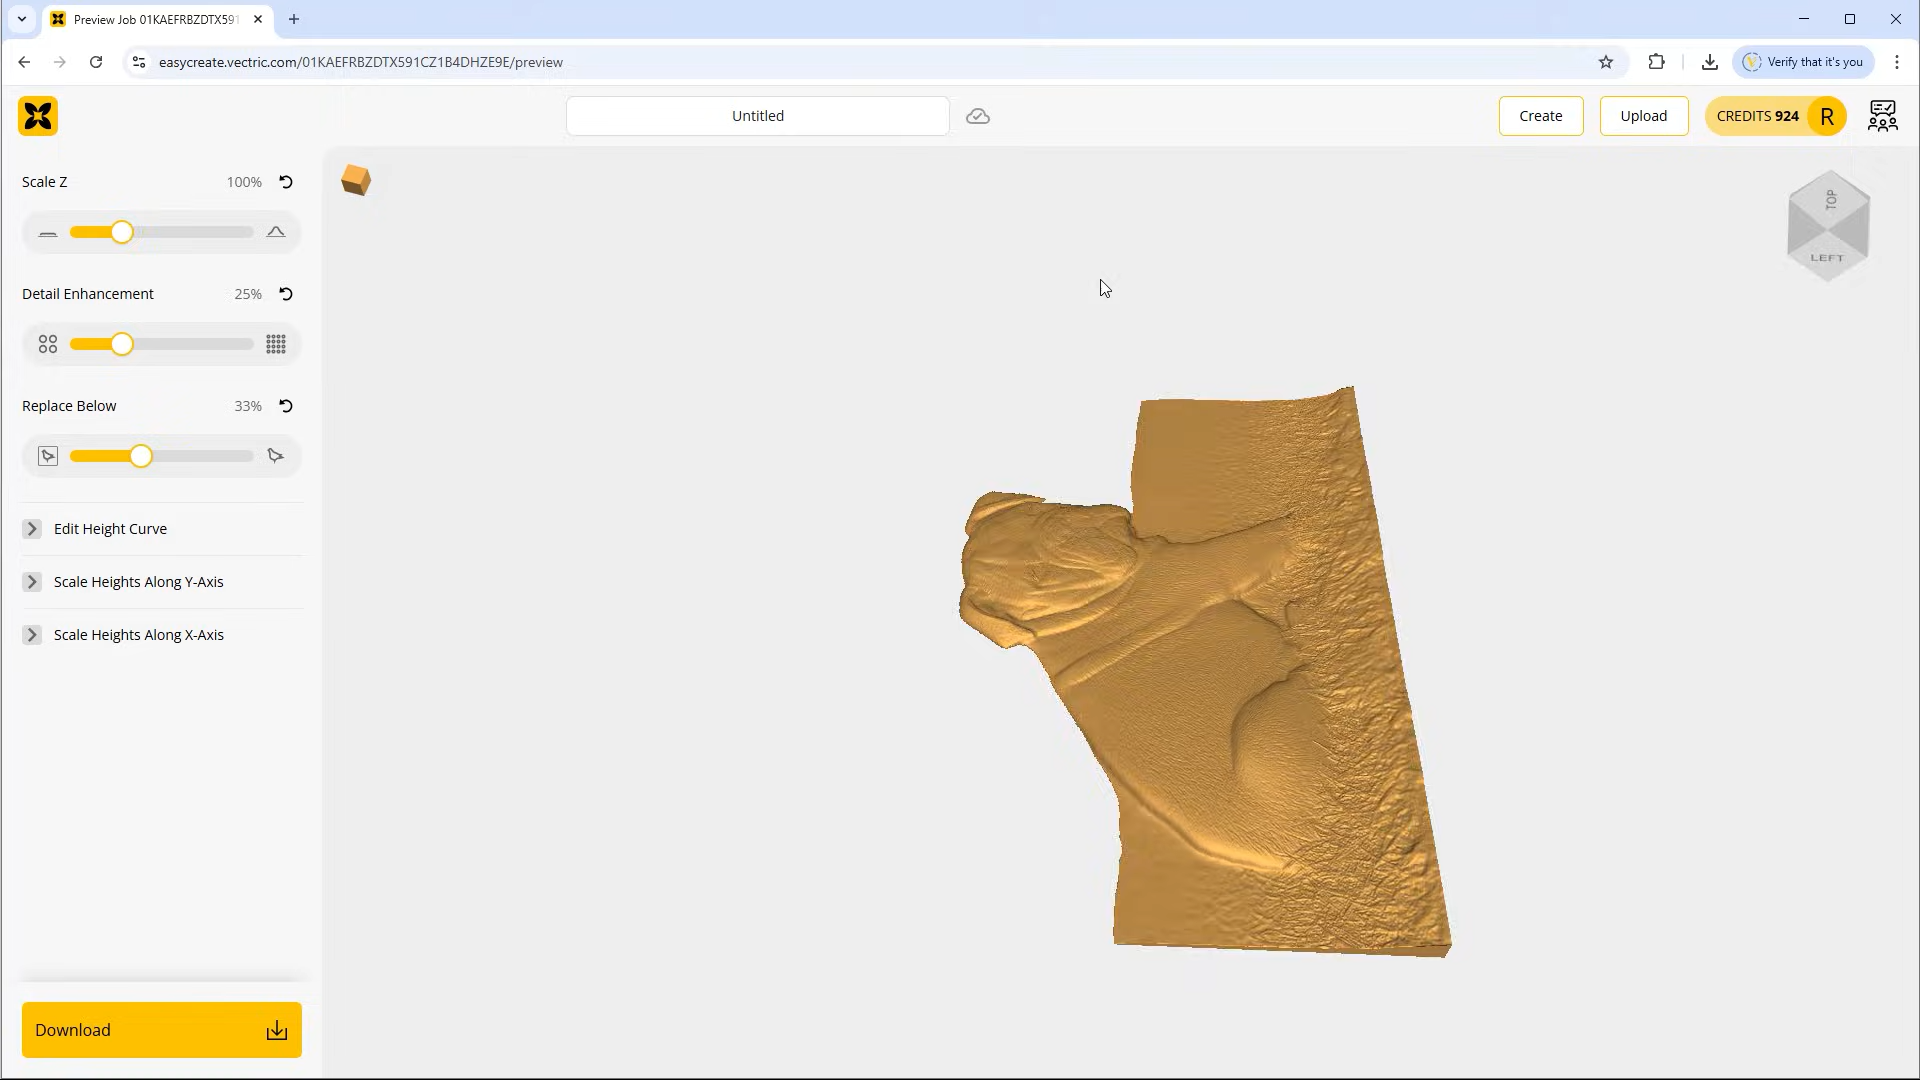 Preview Job 01KAEFRBZDTX591
easycreate.vectric.com/01KAEFRBZDTX591CZ1B4DHZE9E/preview
Verify that it's you
Untitled
Create
Upload
CREDITS 924
R
Scale Z
100%
TOP
LEFT
Detail Enhancement
25%
Replace Below
33%
Edit Height Curve
Scale Heights Along Y-Axis
Scale Heights Along X-Axis
Download